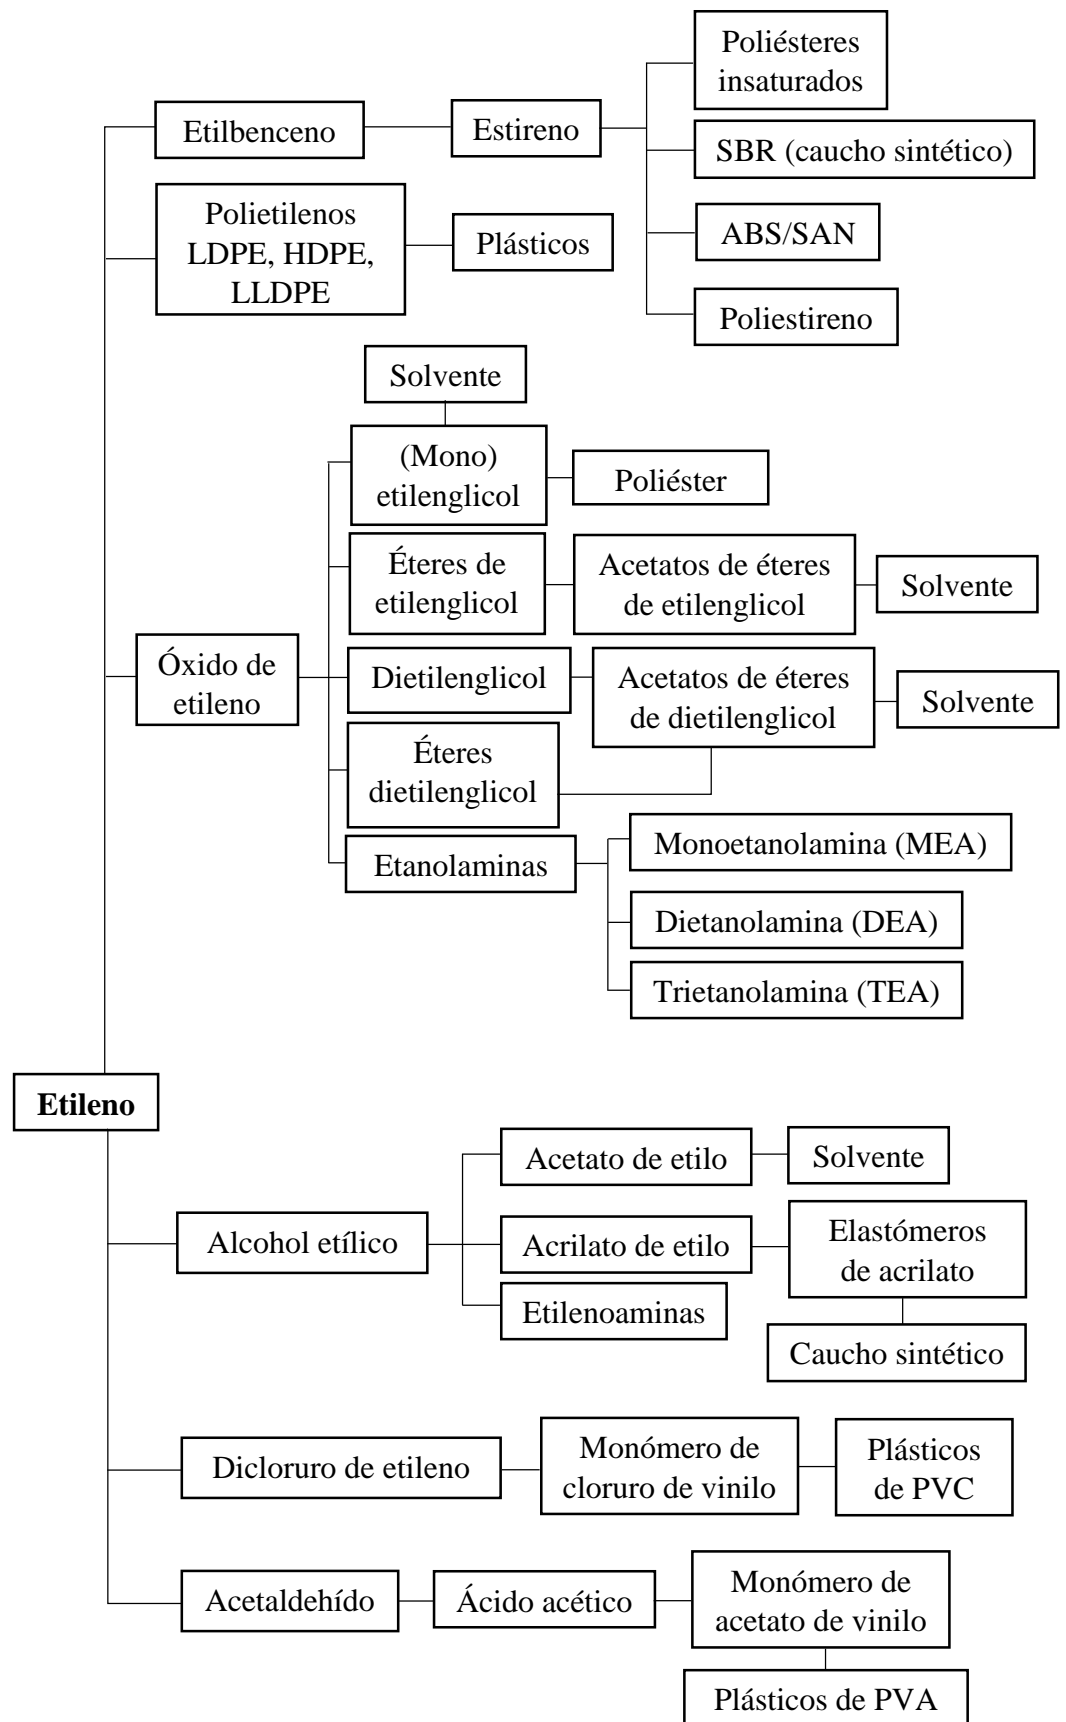 Poliésteres
insaturados
Etilbenceno
Estireno
SBR (caucho sintético)
Polietilenos
LDPE, HDPE,
LLDPE
Plásticos
ABS/SAN
Poliestireno
Solvente
(Mono)
etilenglicol
Poliéster
Éteres de
etilenglicol
Acetatos de éteres
de etilenglicol
Solvente
Óxido de
etileno
Dietilenglicol
Acetatos de éteres
de dietilenglicol
Solvente
Éteres
dietilenglicol
Etanolaminas
Monoetanolamina (MEA)
Dietanolamina (DEA)
Trietanolamina (TEA)
Etileno
Acetato de etilo
Solvente
Alcohol etílico
Acrilato de etilo
Elastómeros
de acrilato
Etilenoaminas
Caucho sintético
Dicloruro de etileno
Monómero de
cloruro de vinilo
Plásticos
de PVC
Acetaldehído
Ácido acético
Monómero de
acetato de vinilo
Plásticos de PVA